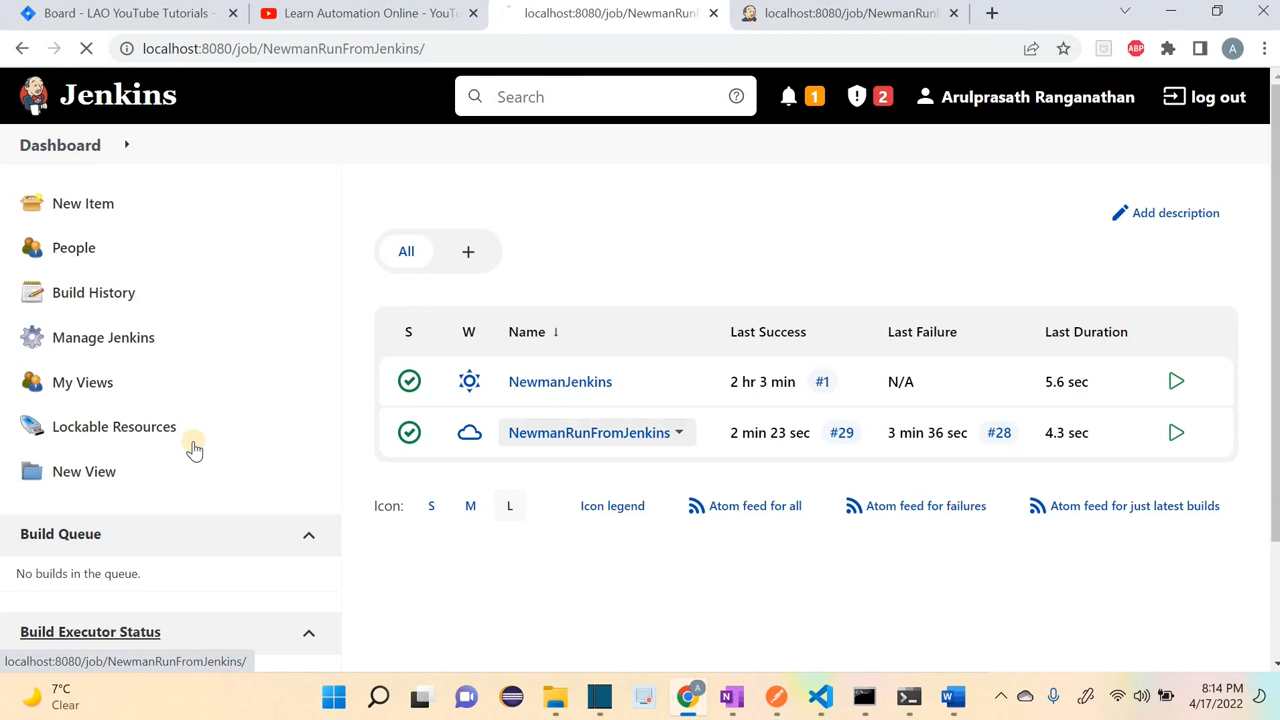 Board - LAO YouTube Tutorials -
Learn Automation Online - YouT
localhost:8080/job/NewmanRun
localhost:8080/job/NewmanRun
localhost:8080/job/NewmanRunFromJenkins/
ABP
A
Jenkins
Search
1
2
Arulprasath Ranganathan
log out
Dashboard
New Item
People
Build History
Manage Jenkins
My Views
Lockable Resources
New View
Build Queue
No builds in the queue.
Build Executor Status
localhost:8080/job/NewmanRunFromJenkins/
Add description
All
+
S W Name ↓ Last Success Last Failure Last Duration
NewmanJenkins 2 hr 3 min #1 N/A 5.6 sec
NewmanRunFromJenkins 2 min 23 sec #29 3 min 36 sec #28 4.3 sec
Icon: S M L Icon legend Atom feed for all Atom feed for failures Atom feed for just latest builds
7°C
Clear
8:14 PM
4/17/2022